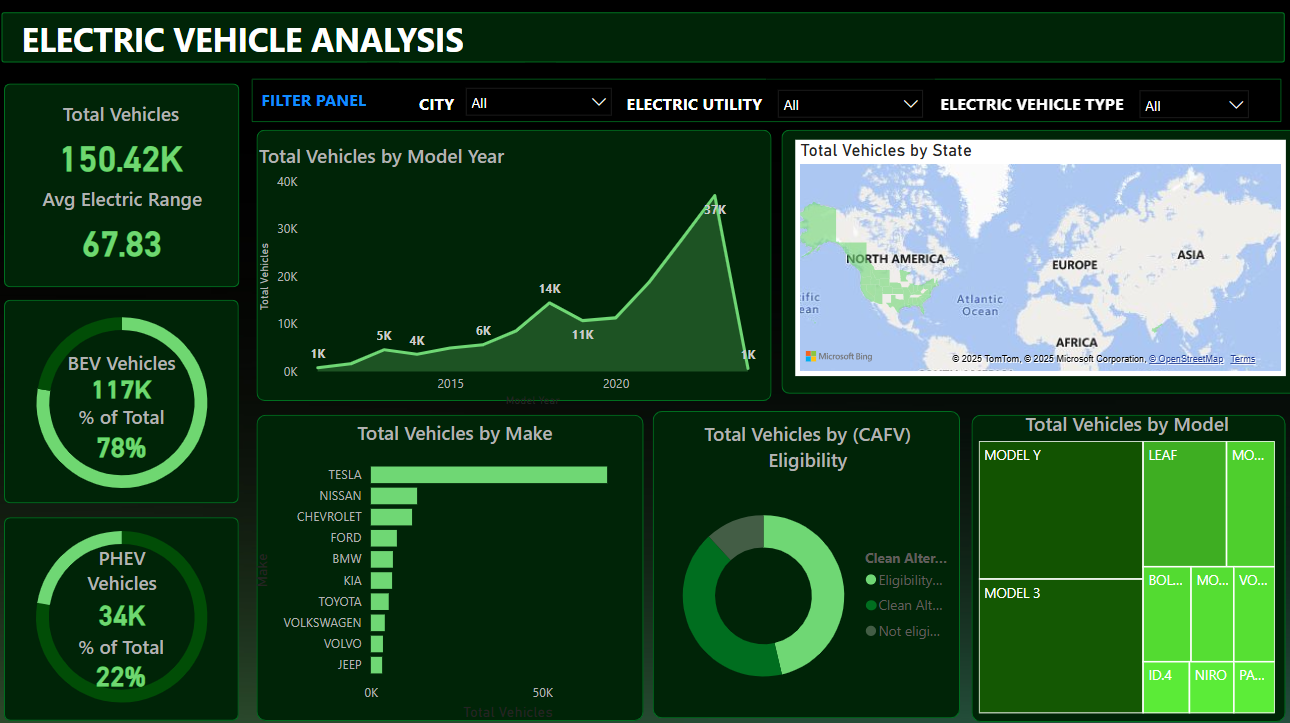 ELECTRIC VEHICLE ANALYSIS
Total Vehicles
150.42K
Avg Electric Range
67.83
FILTER PANEL
CITY
All
ELECTRIC UTILITY
All
ELECTRIC VEHICLE TYPE
All
BEV Vehicles
117K
% of Total
78%
PHEV
Vehicles
34K
% of Total
22%
Total Vehicles by Model Year
Total Vehicles
40K
30K
20K
10K
0K
1K
5K
4K
6K
14K
11K
37K
1K
2015
2020
Model Year
Total Vehicles by State
NORTH AMERICA
EUROPE
ASIA
AFRICA
Atlantic
Ocean
ific
ean
Microsoft Bing
© 2025 TomTom, © 2025 Microsoft Corporation, © OpenStreetMap Terms
Total Vehicles by Make
Make
TESLA
NISSAN
CHEVROLET
FORD
BMW
KIA
TOYOTA
VOLKSWAGEN
VOLVO
JEEP
0K
50K
Total Vehicles
Total Vehicles by (CAFV)
Eligibility
Clean Alter...
Eligibility...
Clean Alt...
Not eligi...
Total Vehicles by Model
MODEL Y
MODEL 3
LEAF
MO...
BOL...
MO...
VO...
ID.4
NIRO
PA...